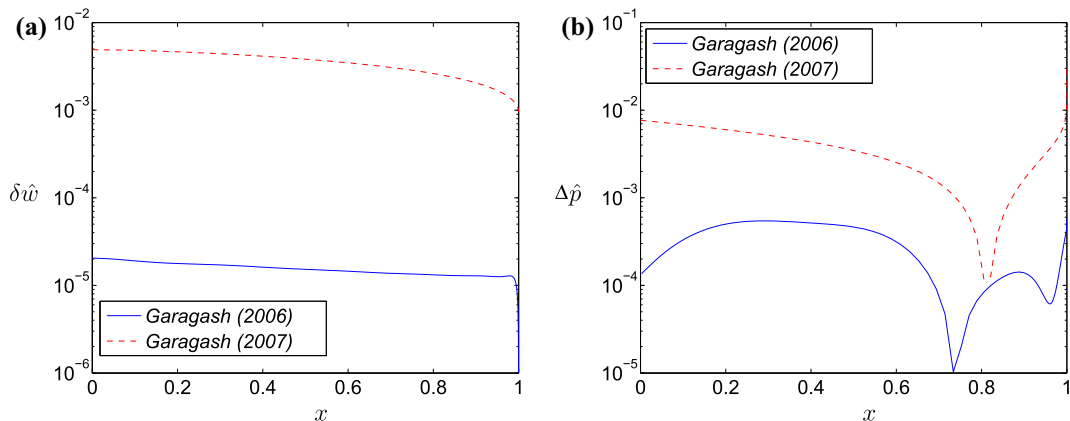 (a)
10^-2
10^-3
10^-4
10^-5
10^-6
δŵ
Garagash (2006)
Garagash (2007)
0 0.2 0.4 0.6 0.8 1
x
(b)
10^-1
10^-2
10^-3
10^-4
10^-5
Δp̂
Garagash (2006)
Garagash (2007)
0 0.2 0.4 0.6 0.8 1
x